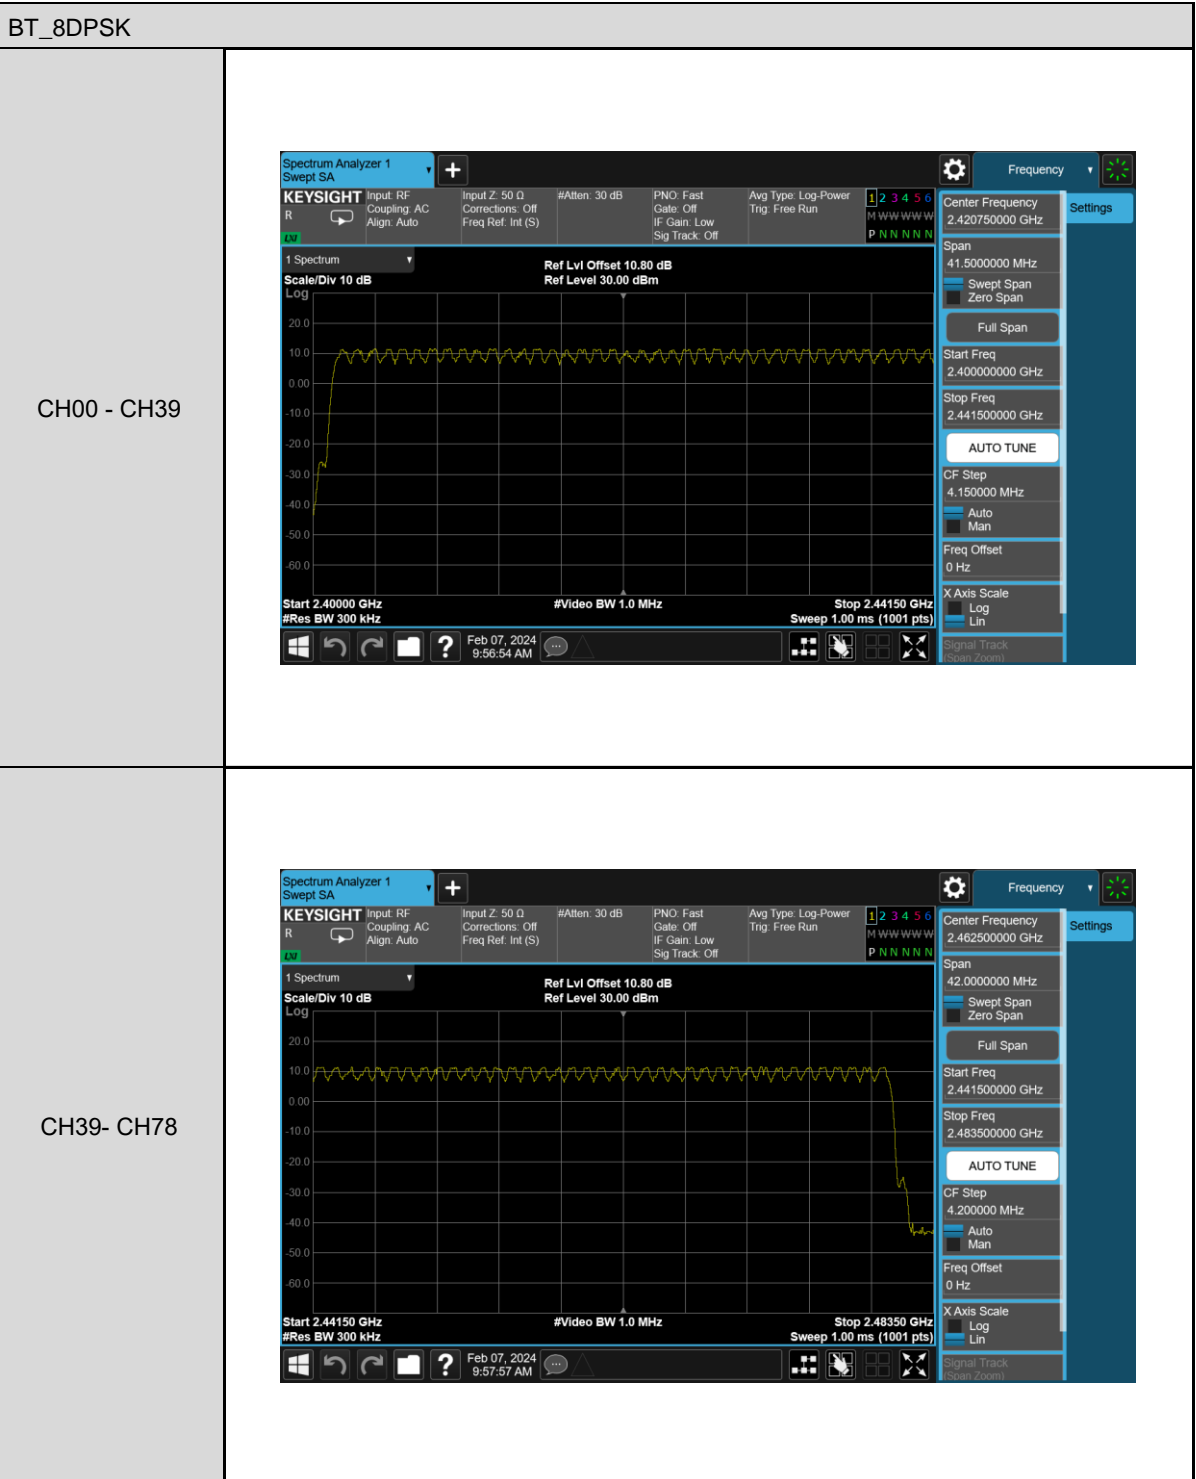 BT_8DPSK
CH00 - CH39
Spectrum Analyzer 1
Swept SA
+
Frequency
KEYSIGHT
R
LXI
Input: RF
Coupling: AC
Align: Auto
Input Z: 50 Ω
Corrections: Off
Freq Ref: Int (S)
#Atten: 30 dB
PNO: Fast
Gate: Off
IF Gain: Low
Sig Track: Off
Avg Type: Log-Power
Trig: Free Run
1 2 3 4 5 6
M W W W W W
P N N N N N
Center Frequency
2.420750000 GHz
Settings
Span
41.5000000 MHz
Swept Span
Zero Span
Full Span
Start Freq
2.400000000 GHz
Stop Freq
2.441500000 GHz
AUTO TUNE
CF Step
4.150000 MHz
Auto
Man
Freq Offset
0 Hz
X Axis Scale
Log
Lin
Signal Track
(Span Zoom)
1 Spectrum
Scale/Div 10 dB
Ref Lvl Offset 10.80 dB
Ref Level 30.00 dBm
Log
20.0
10.0
0.00
-10.0
-20.0
-30.0
-40.0
-50.0
-60.0
Start 2.40000 GHz
#Video BW 1.0 MHz
Stop 2.44150 GHz
#Res BW 300 kHz
Sweep 1.00 ms (1001 pts)
?
Feb 07, 2024
9:56:54 AM
CH39- CH78
Spectrum Analyzer 1
Swept SA
+
Frequency
KEYSIGHT
R
LXI
Input: RF
Coupling: AC
Align: Auto
Input Z: 50 Ω
Corrections: Off
Freq Ref: Int (S)
#Atten: 30 dB
PNO: Fast
Gate: Off
IF Gain: Low
Sig Track: Off
Avg Type: Log-Power
Trig: Free Run
1 2 3 4 5 6
M W W W W W
P N N N N N
Center Frequency
2.462500000 GHz
Settings
Span
42.0000000 MHz
Swept Span
Zero Span
Full Span
Start Freq
2.441500000 GHz
Stop Freq
2.483500000 GHz
AUTO TUNE
CF Step
4.200000 MHz
Auto
Man
Freq Offset
0 Hz
X Axis Scale
Log
Lin
Signal Track
(Span Zoom)
1 Spectrum
Scale/Div 10 dB
Ref Lvl Offset 10.80 dB
Ref Level 30.00 dBm
Log
20.0
10.0
0.00
-10.0
-20.0
-30.0
-40.0
-50.0
-60.0
Start 2.44150 GHz
#Video BW 1.0 MHz
Stop 2.48350 GHz
#Res BW 300 kHz
Sweep 1.00 ms (1001 pts)
?
Feb 07, 2024
9:57:57 AM